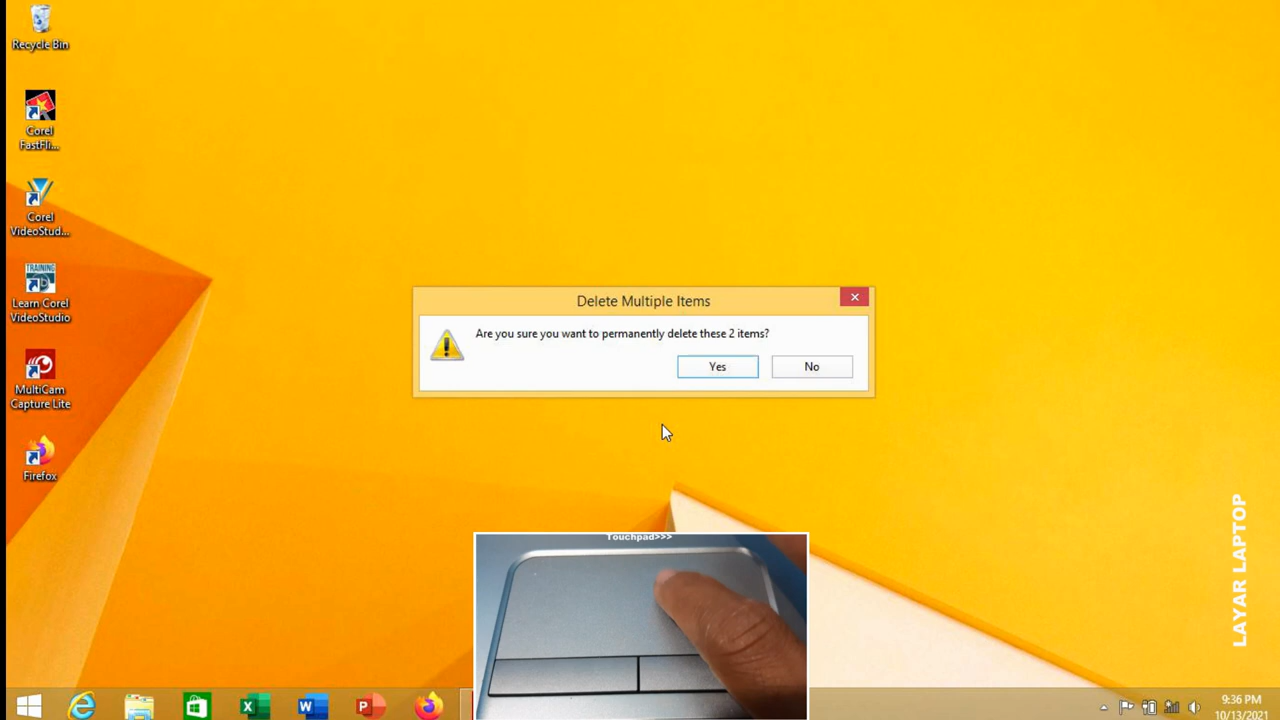 Recycle Bin
Corel
FastFli...
Corel
VideoStud...
TRAINING
Learn Corel
VideoStudio
MultiCam
Capture Lite
Firefox
Delete Multiple Items
Are you sure you want to permanently delete these 2 items?
Yes
No
Touchpad>>>
LAYAR LAPTOP
9:36 PM
10/13/2021